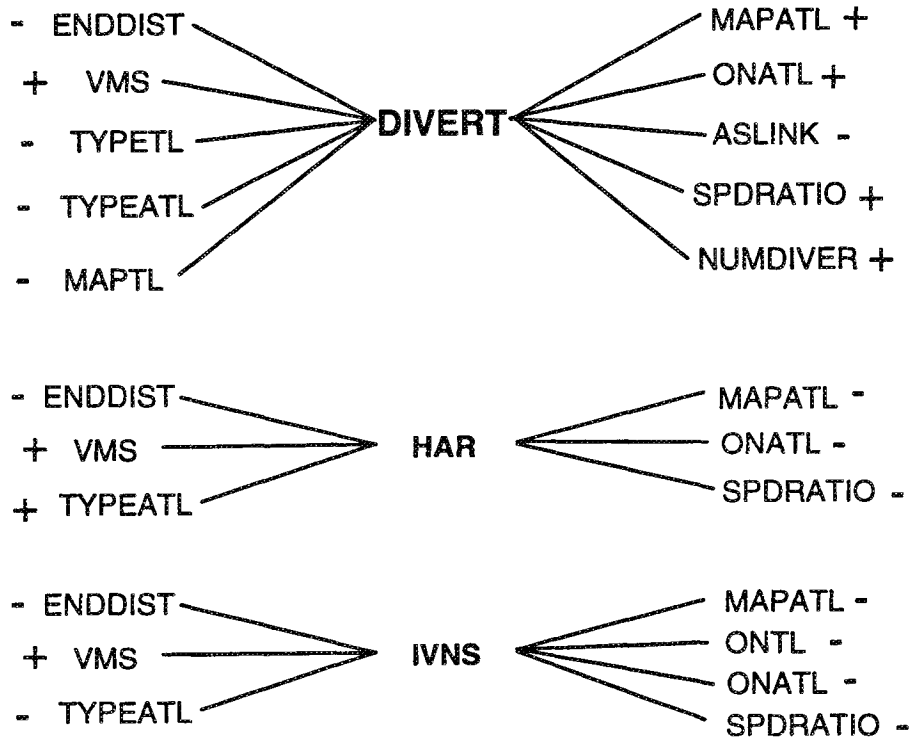 - ENDDIST
+ VMS
- TYPETL
- TYPEATL
- MAPTL
DIVERT
MAPATL +
ONATL +
ASLINK -
SPDRATIO +
NUMDIVER +
- ENDDIST
+ VMS
+ TYPEATL
HAR
MAPATL -
ONATL -
SPDRATIO -
- ENDDIST
+ VMS
- TYPEATL
IVNS
MAPATL -
ONTL -
ONATL -
SPDRATIO -